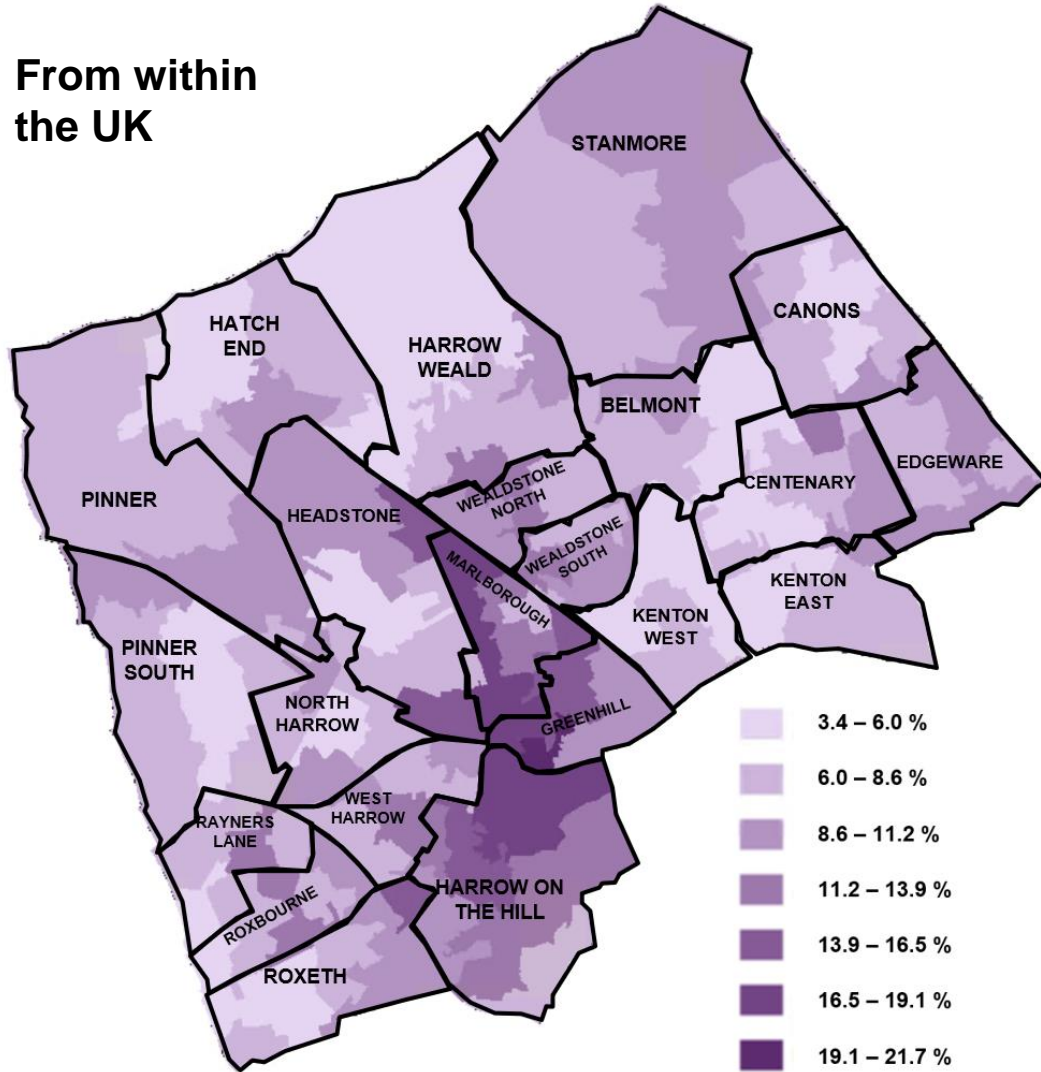 From within
the UK
STANMORE
CANONS
HATCH
END
HARROW
WEALD
BELMONT
EDGEWARE
CENTENARY
PINNER
HEADSTONE
WEALDSTONE
NORTH
WEALDSTONE
SOUTH
MARLBOROUGH
KENTON
EAST
KENTON
WEST
PINNER
SOUTH
NORTH
HARROW
GREENHILL
WEST
HARROW
RAYNERS
LANE
HARROW ON
THE HILL
ROXBOURNE
ROXETH
3.4 – 6.0 %
6.0 – 8.6 %
8.6 – 11.2 %
11.2 – 13.9 %
13.9 – 16.5 %
16.5 – 19.1 %
19.1 – 21.7 %